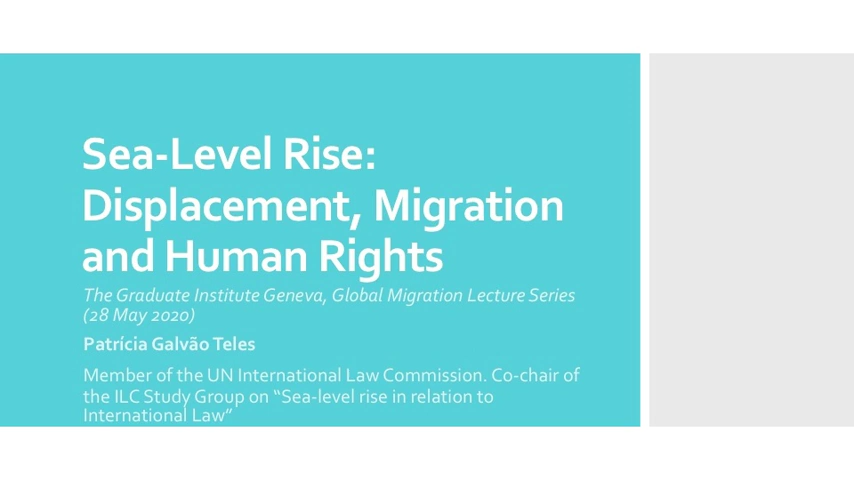 Sea-Level Rise:
Displacement, Migration
and Human Rights
The Graduate Institute Geneva, Global Migration Lecture Series
(28 May 2020)
Patrícia Galvão Teles
Member of the UN International Law Commission. Co-chair of
the ILC Study Group on “Sea-level rise in relation to
International Law”